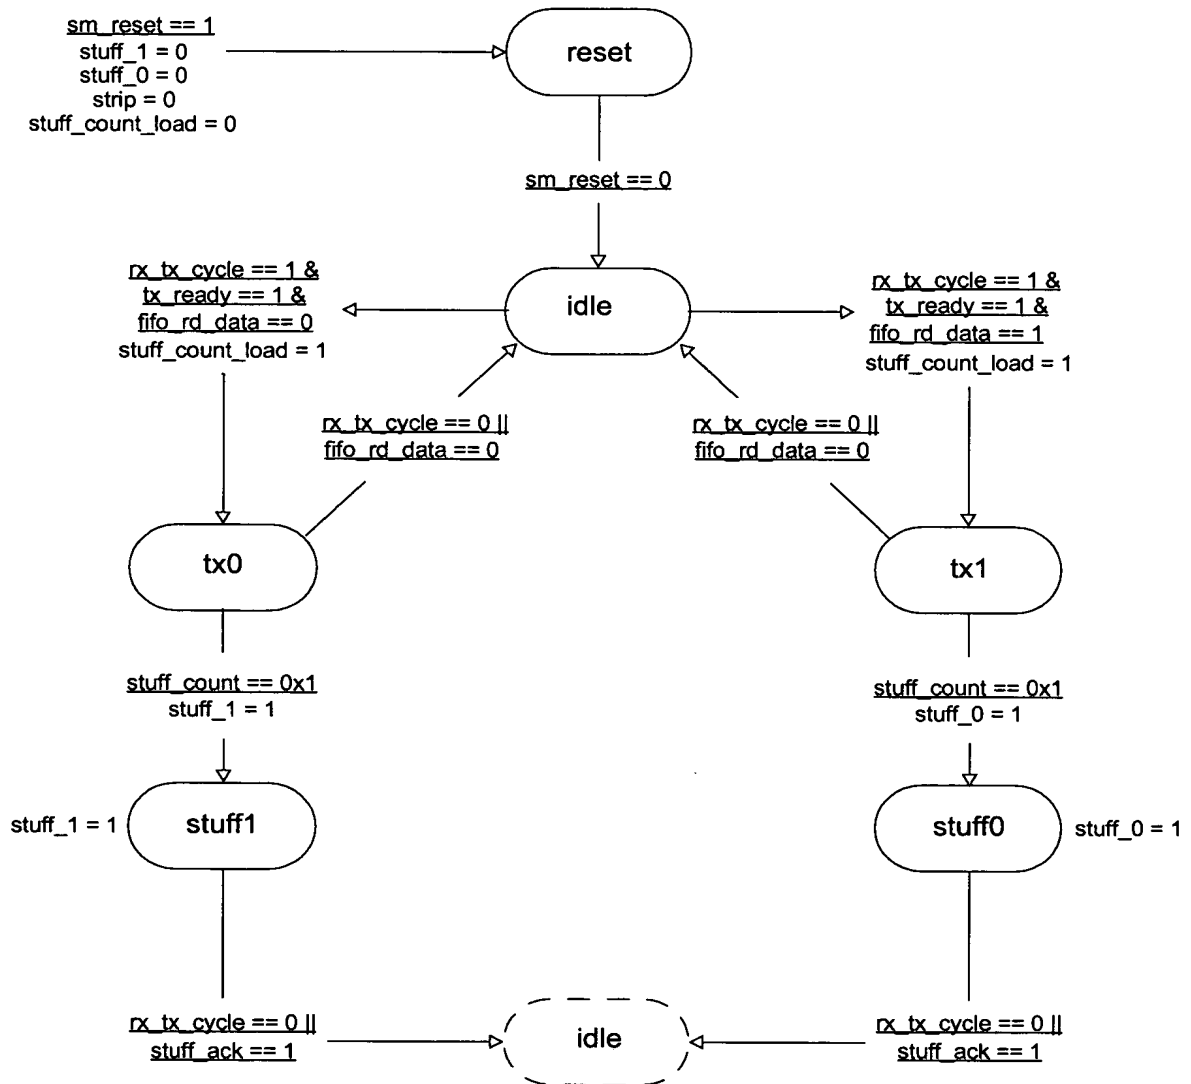 sm_reset == 1
stuff_1 = 0
stuff_0 = 0
strip = 0
stuff_count_load = 0
reset
sm_reset == 0
idle
rx_tx_cycle == 1 &
tx_ready == 1 &
fifo_rd_data == 0
stuff_count_load = 1
rx_tx_cycle == 1 &
tx_ready == 1 &
fifo_rd_data == 1
stuff_count_load = 1
rx_tx_cycle == 0 ||
fifo_rd_data == 0
rx_tx_cycle == 0 ||
fifo_rd_data == 0
tx0
tx1
stuff_count == 0x1
stuff_1 = 1
stuff_count == 0x1
stuff_0 = 1
stuff_1 = 1
stuff1
stuff0
stuff_0 = 1
rx_tx_cycle == 0 ||
stuff_ack == 1
idle
rx_tx_cycle == 0 ||
stuff_ack == 1